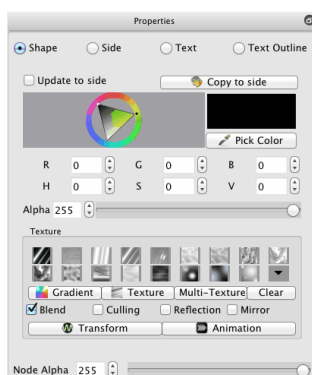 Properties
Shape Side Text Text Outline
Update to side Copy to side
Pick Color
R 0 G 0 B 0
H 0 S 0 V 0
Alpha 255
Texture
Gradient Texture Multi-Texture Clear
Blend Culling Reflection Mirror
Transform Animation
Node Alpha 255